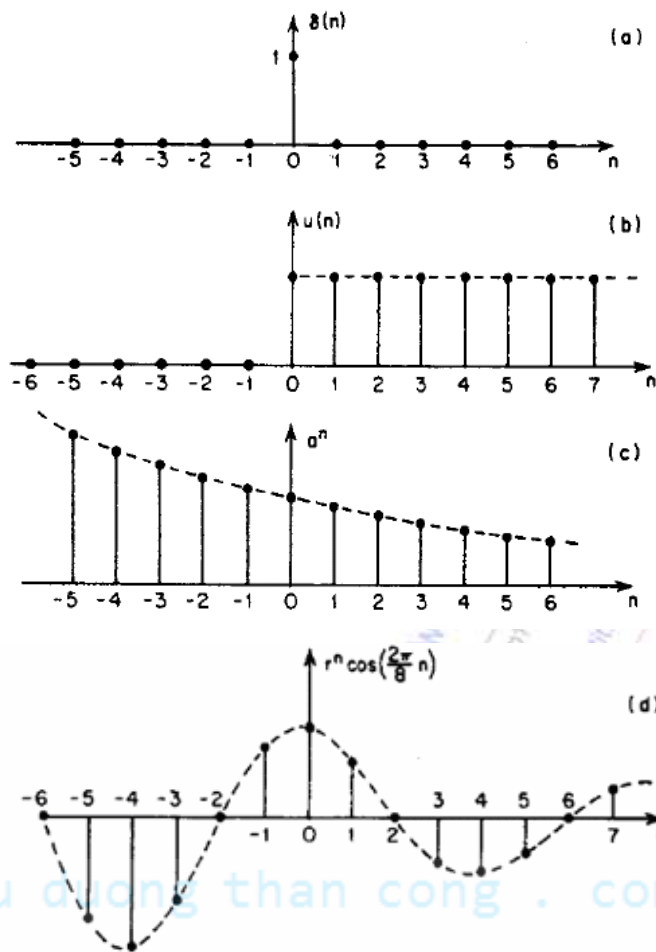 δ(n)
(a)
1
-5 -4 -3 -2 -1 0 1 2 3 4 5 6 n
u(n)
(b)
-6 -5 -4 -3 -2 -1 0 1 2 3 4 5 6 7 n
aⁿ
(c)
-5 -4 -3 -2 -1 0 1 2 3 4 5 6 n
rⁿ cos(2π/8 n)
(d)
-6 -5 -4 -3 -2 3 4 5 6
-1 0 1 2 7
u duong than cong . con